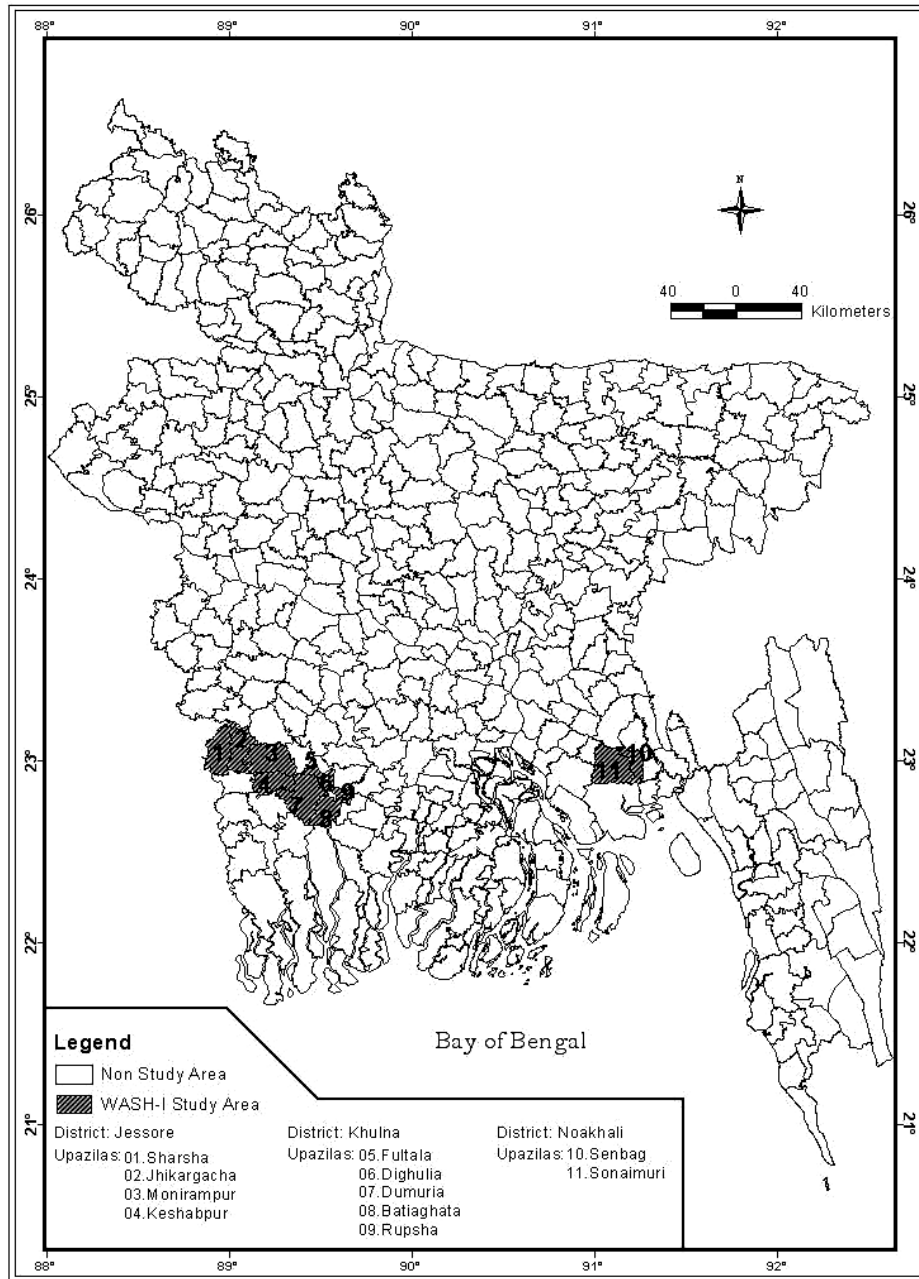 88° 89° 90° 91° 92°
N
26° 26°
40 0 40
Kilometers
25° 25°
24° 24°
23° 23°
1 2 3 4 5 6 7 8 9
10 11
22° 22°
Bay of Bengal
21° 21°
Legend
Non Study Area
WASH-I Study Area
District: Jessore
Upazilas: 01.Sharsha
02.Jhikargacha
03.Monirampur
04.Keshabpur
District: Khulna
Upazilas: 05.Fultala
06.Dighulia
07.Dumuria
08.Batiaghata
09.Rupsha
District: Noakhali
Upazilas: 10.Senbag
11.Sonaimuri
88° 89° 90° 91° 92°